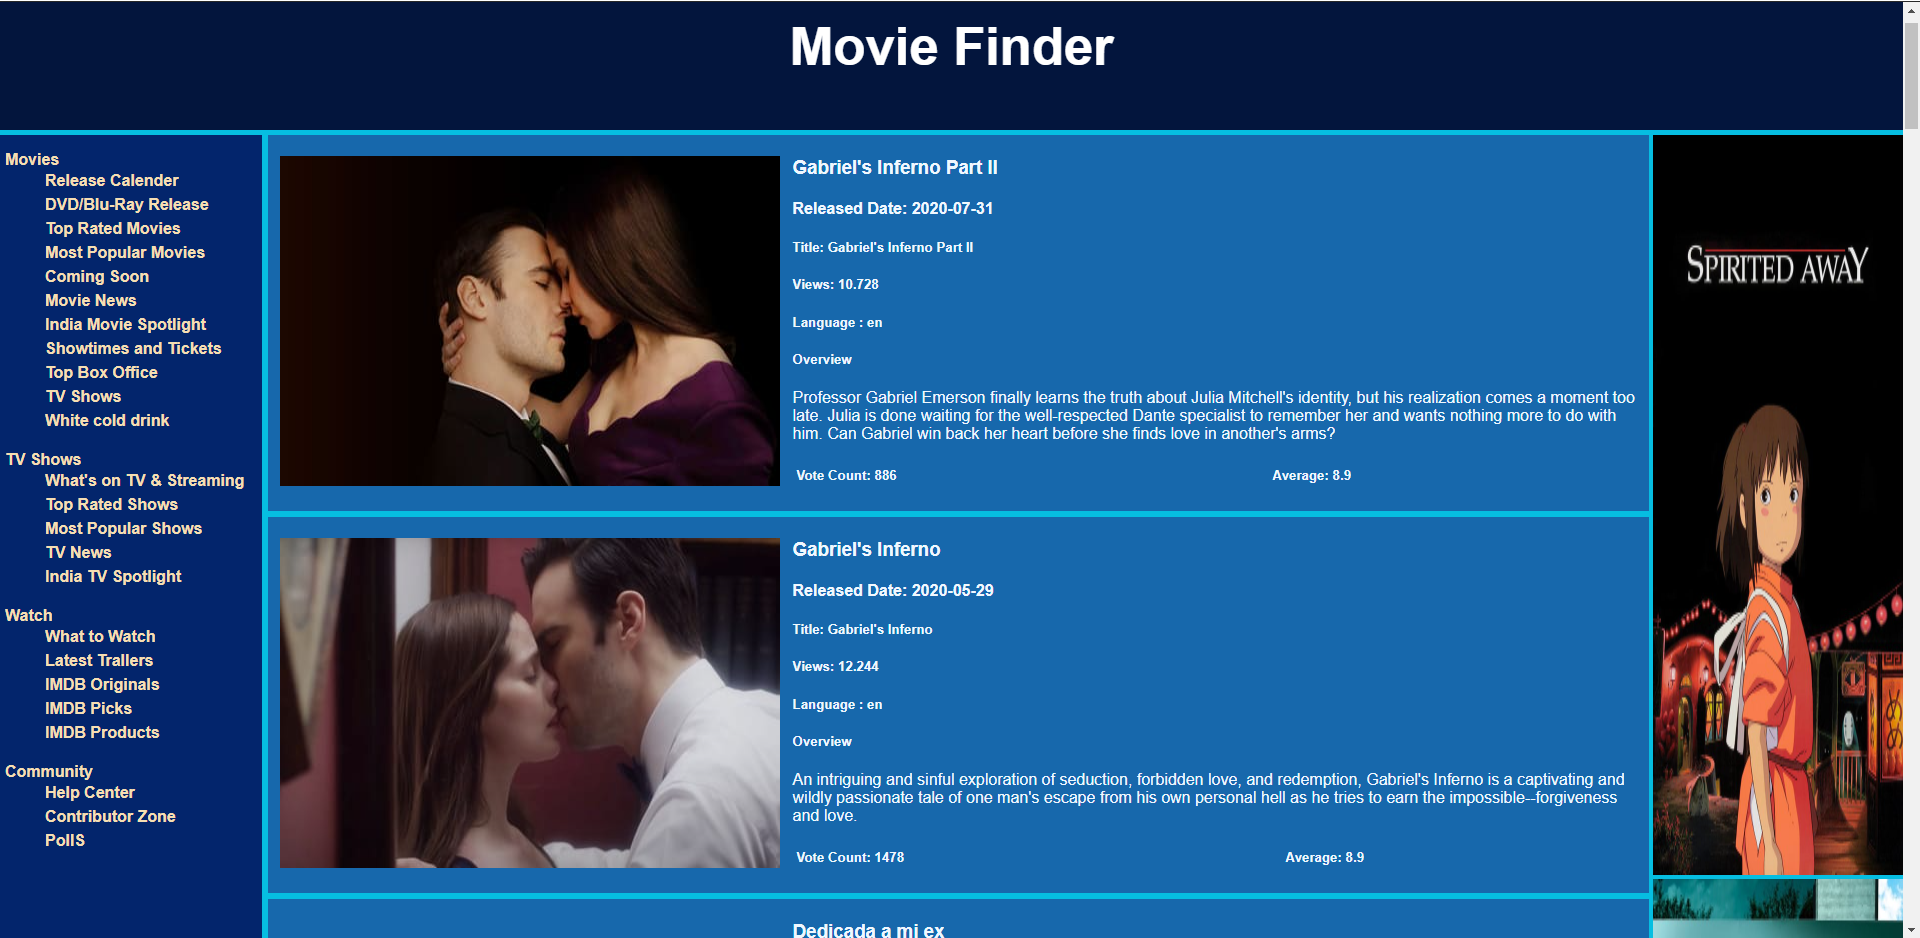 Movie Finder
Movies
Release Calender
DVD/Blu-Ray Release
Top Rated Movies
Most Popular Movies
Coming Soon
Movie News
India Movie Spotlight
Showtimes and Tickets
Top Box Office
TV Shows
White cold drink
TV Shows
What's on TV & Streaming
Top Rated Shows
Most Popular Shows
TV News
India TV Spotlight
Watch
What to Watch
Latest Trallers
IMDB Originals
IMDB Picks
IMDB Products
Community
Help Center
Contributor Zone
PollS
Gabriel's Inferno Part II
Released Date: 2020-07-31
Title: Gabriel's Inferno Part II
Views: 10.728
Language : en
Overview
Professor Gabriel Emerson finally learns the truth about Julia Mitchell's identity, but his realization comes a moment too
late. Julia is done waiting for the well-respected Dante specialist to remember her and wants nothing more to do with
him. Can Gabriel win back her heart before she finds love in another's arms?
Vote Count: 886
Average: 8.9
Gabriel's Inferno
Released Date: 2020-05-29
Title: Gabriel's Inferno
Views: 12.244
Language : en
Overview
An intriguing and sinful exploration of seduction, forbidden love, and redemption, Gabriel's Inferno is a captivating and
wildly passionate tale of one man's escape from his own personal hell as he tries to earn the impossible--forgiveness
and love.
Vote Count: 1478
Average: 8.9
Dedicada a mi ex
SPIRITED AWAY